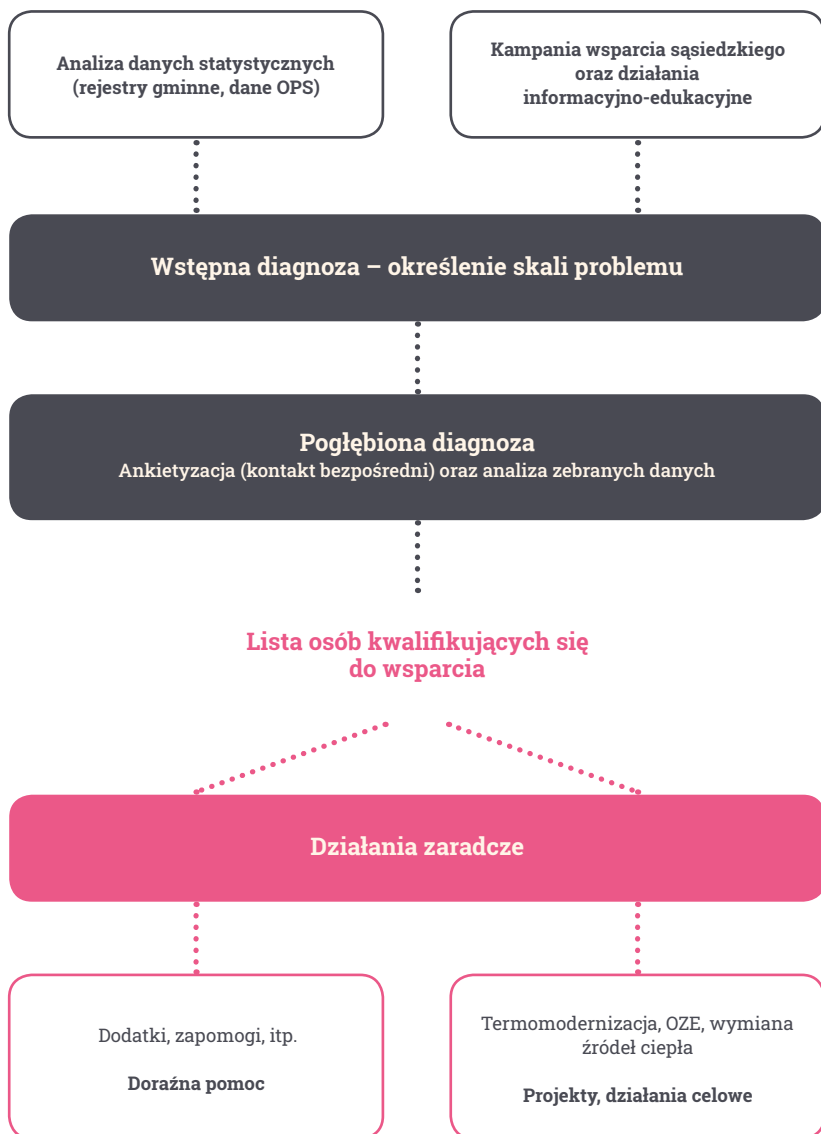 Analiza danych statystycznych
(rejestry gminne, dane OPS)
Kampania wsparcia sąsiedzkiego
oraz działania
informacyjno-edukacyjne
Wstępna diagnoza – określenie skali problemu
Pogłębiona diagnoza
Ankietyzacja (kontakt bezpośredni) oraz analiza zebranych danych
Lista osób kwalifikujących się
do wsparcia
Działania zaradcze
Dodatki, zapomogi, itp.
Doraźna pomoc
Termomodernizacja, OZE, wymiana
źródeł ciepła
Projekty, działania celowe